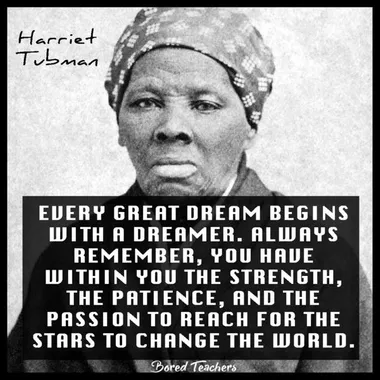 Harriet
Tubman
EVERY GREAT DREAM BEGINS
WITH A DREAMER. ALWAYS
REMEMBER, YOU HAVE
WITHIN YOU THE STRENGTH,
THE PATIENCE, AND THE
PASSION TO REACH FOR THE
STARS TO CHANGE THE WORLD.
Bored Teachers